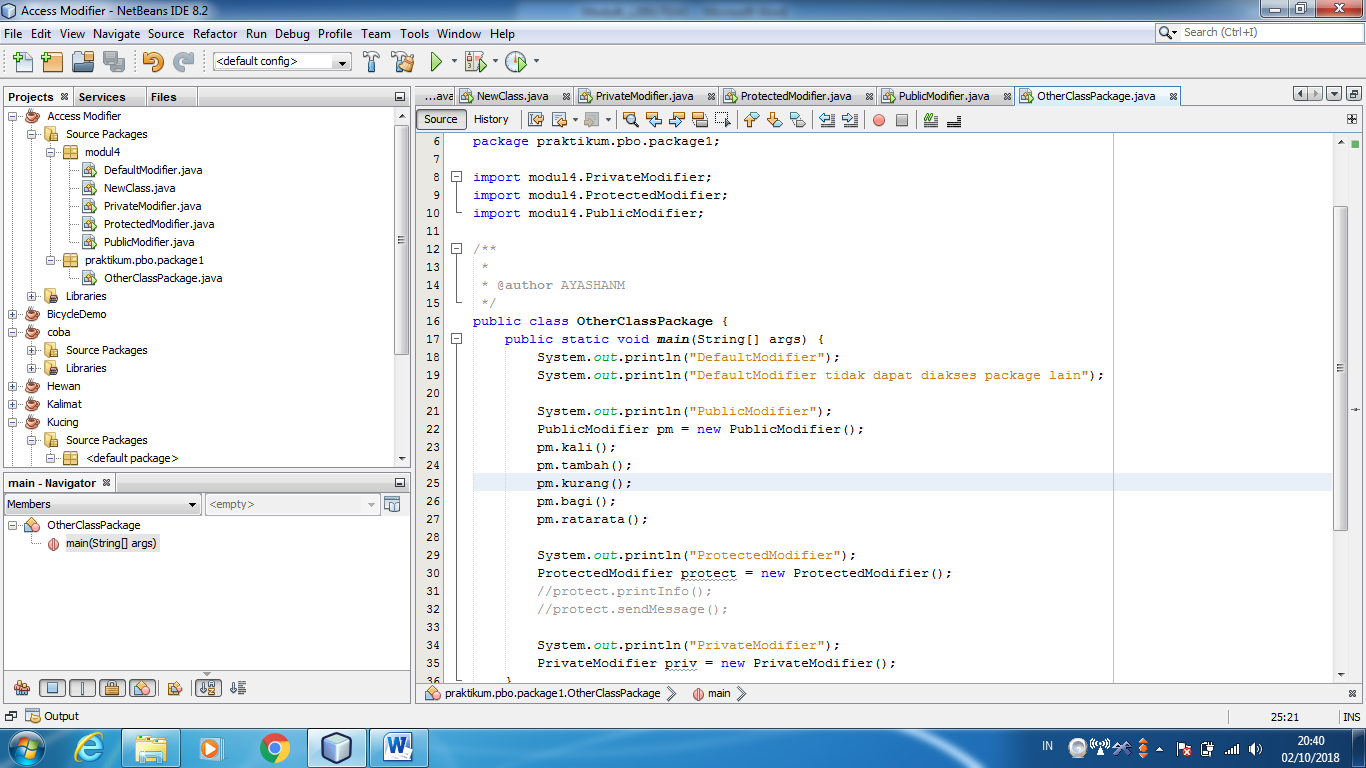 Access Modifier - NetBeans IDE 8.2
File Edit View Navigate Source Refactor Run Debug Profile Team Tools Window Help
Search (Ctrl+I)
<default config>
Projects Services Files
Access Modifier
Source Packages
modul4
DefaultModifier.java
NewClass.java
PrivateModifier.java
ProtectedModifier.java
PublicModifier.java
praktikum.pbo.package1
OtherClassPackage.java
Libraries
BicycleDemo
coba
Source Packages
Libraries
Hewan
Kalimat
Kucing
Source Packages
<default package>
main - Navigator
Members <empty>
OtherClassPackage
main(String[] args)
...ava NewClass.java PrivateModifier.java ProtectedModifier.java PublicModifier.java OtherClassPackage.java
Source History
6 package praktikum.pbo.package1;
7
8 import modul4.PrivateModifier;
9 import modul4.ProtectedModifier;
10 import modul4.PublicModifier;
11
12 /**
13 *
14 * @author AYASHANM
15 */
16 public class OtherClassPackage {
17 public static void main(String[] args) {
18 System.out.println("DefaultModifier");
19 System.out.println("DefaultModifier tidak dapat diakses package lain");
20
21 System.out.println("PublicModifier");
22 PublicModifier pm = new PublicModifier();
23 pm.kali();
24 pm.tambah();
25 pm.kurang();
26 pm.bagi();
27 pm.ratarata();
28
29 System.out.println("ProtectedModifier");
30 ProtectedModifier protect = new ProtectedModifier();
31 //protect.printInfo();
32 //protect.sendMessage();
33
34 System.out.println("PrivateModifier");
35 PrivateModifier priv = new PrivateModifier();
36 }
praktikum.pbo.package1.OtherClassPackage main
Output
25:21 INS
IN
20:40
02/10/2018